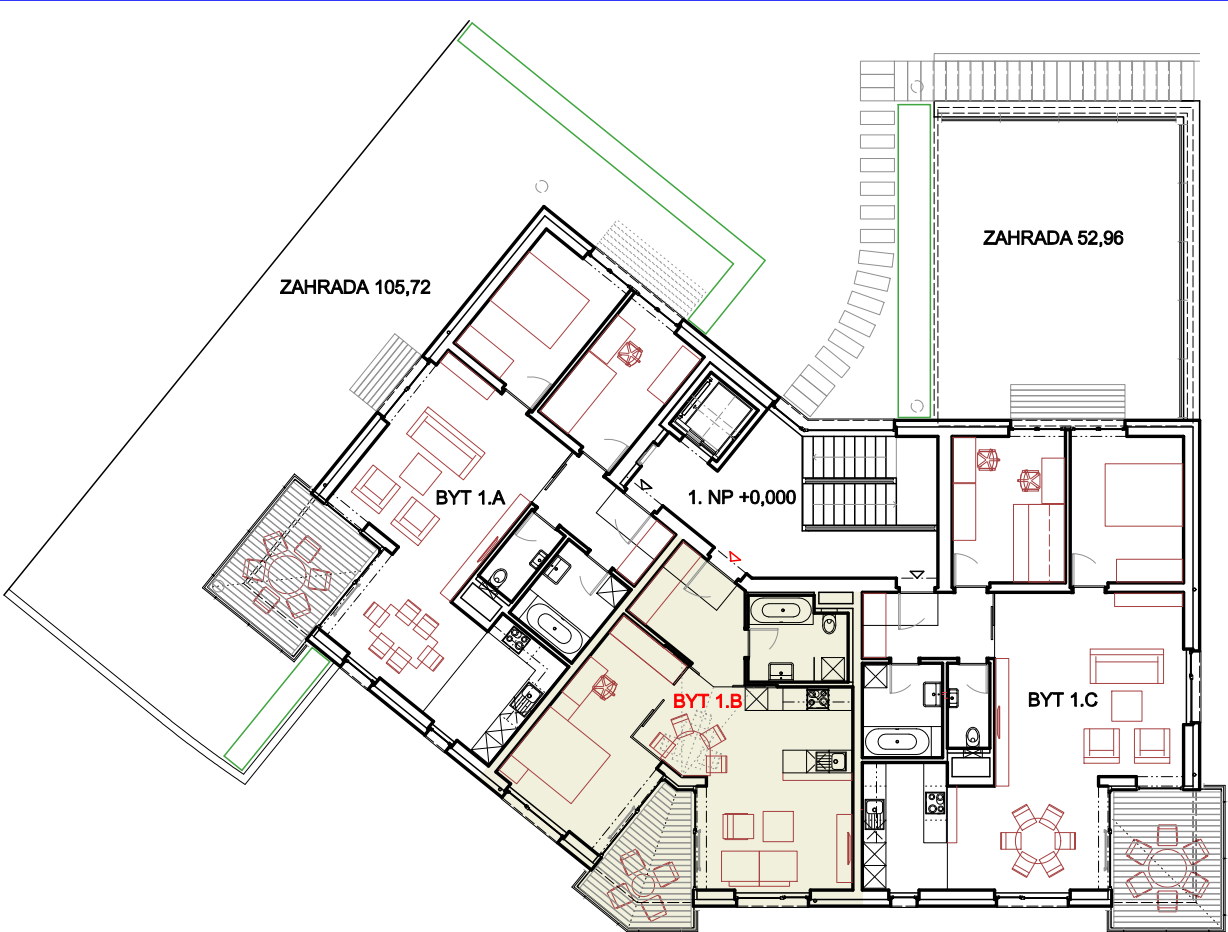 ZAHRADA 52,96
ZAHRADA 105,72
BYT 1.A
1. NP +0,000
BYT 1.B
BYT 1.C